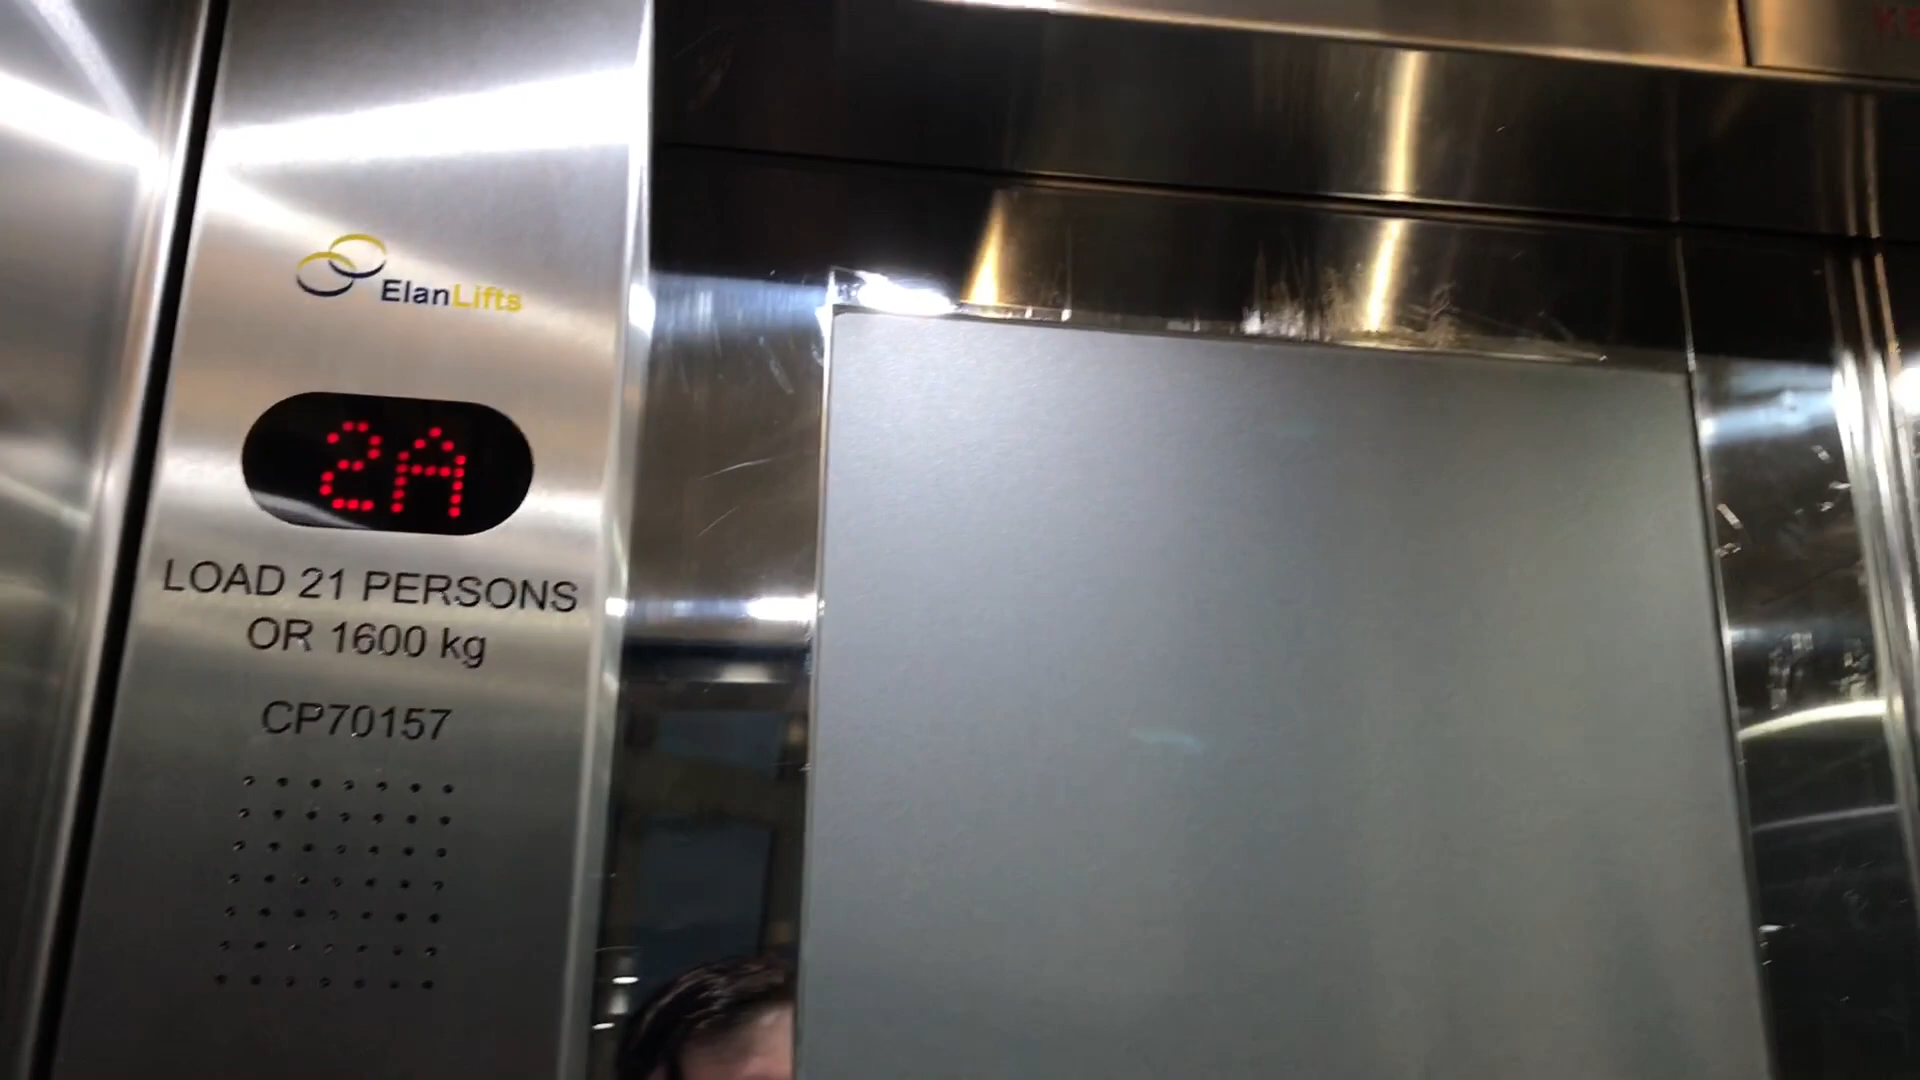 ElanLifts
2A
LOAD 21 PERSONS
OR 1600 kg
CP70157